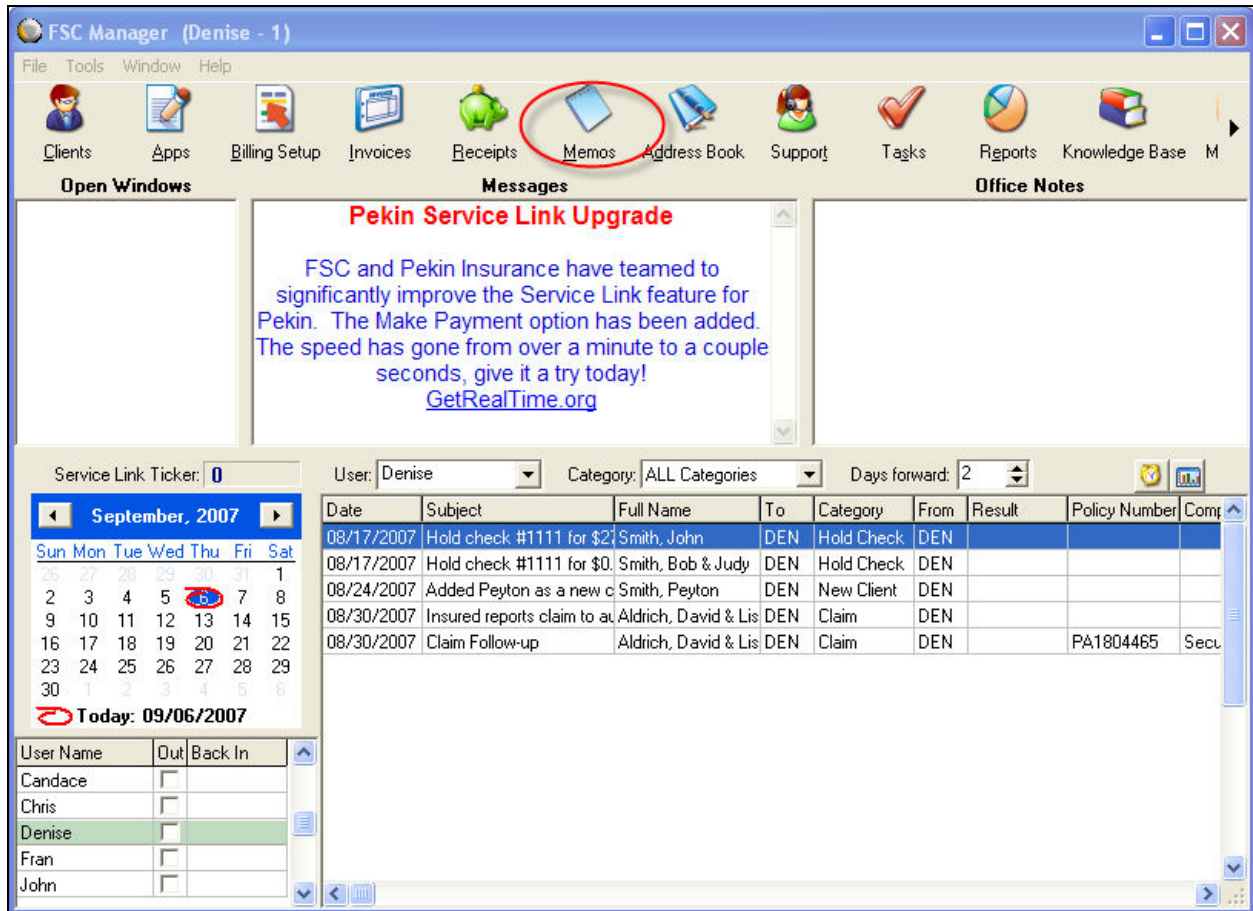 FSC Manager (Denise - 1)
File Tools Window Help
Clients Apps Billing Setup Invoices Receipts Memos Address Book Support Tasks Reports Knowledge Base M
Open Windows Messages Office Notes
Pekin Service Link Upgrade
FSC and Pekin Insurance have teamed to
significantly improve the Service Link feature for
Pekin. The Make Payment option has been added.
The speed has gone from over a minute to a couple
seconds, give it a try today!
GetRealTime.org
Service Link Ticker: 0 User: Denise Category: ALL Categories Days forward: 2
September, 2007
Sun Mon Tue Wed Thu Fri Sat
26 27 28 29 30 31 1
2 3 4 5 6 7 8
9 10 11 12 13 14 15
16 17 18 19 20 21 22
23 24 25 26 27 28 29
30 1 2 3 4 5 6
Today: 09/06/2007
Date Subject Full Name To Category From Result Policy Number Comp
08/17/2007 Hold check #1111 for $2 Smith, John DEN Hold Check DEN
08/17/2007 Hold check #1111 for $0. Smith, Bob & Judy DEN Hold Check DEN
08/24/2007 Added Peyton as a new c Smith, Peyton DEN New Client DEN
08/30/2007 Insured reports claim to au Aldrich, David & Lis DEN Claim DEN
08/30/2007 Claim Follow-up Aldrich, David & Lis DEN Claim DEN PA1804465 Secu
User Name Out Back In
Candace
Chris
Denise
Fran
John